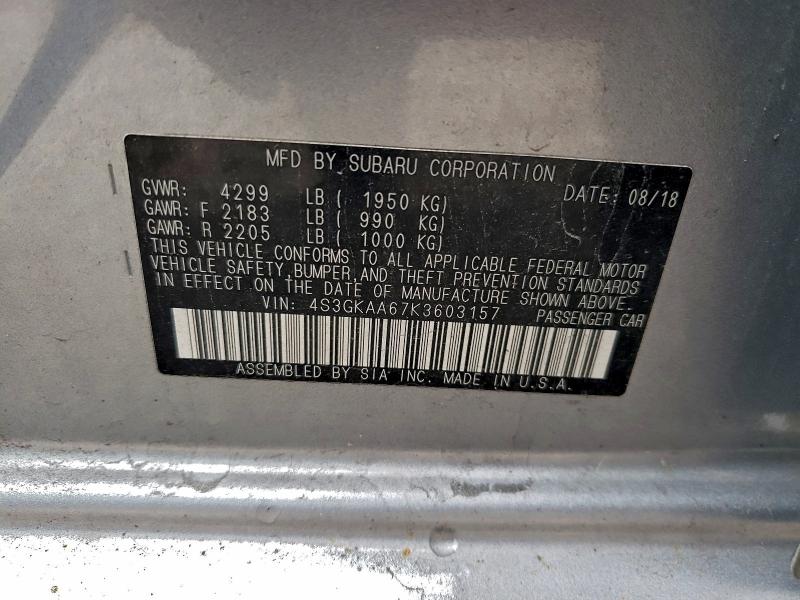 MFD BY SUBARU CORPORATION
GVWR: 4299 LB ( 1950 KG) DATE: 08/18
GAWR: F 2183 LB ( 990 KG)
GAWR: R 2205 LB ( 1000 KG)
THIS VEHICLE CONFORMS TO ALL APPLICABLE FEDERAL MOTOR
VEHICLE SAFETY, BUMPER, AND THEFT PREVENTION STANDARDS
IN EFFECT ON THE DATE OF MANUFACTURE SHOWN ABOVE.
VIN: 4S3GKAA67K3603157 PASSENGER CAR
ASSEMBLED BY SIA INC. MADE IN U.S.A.